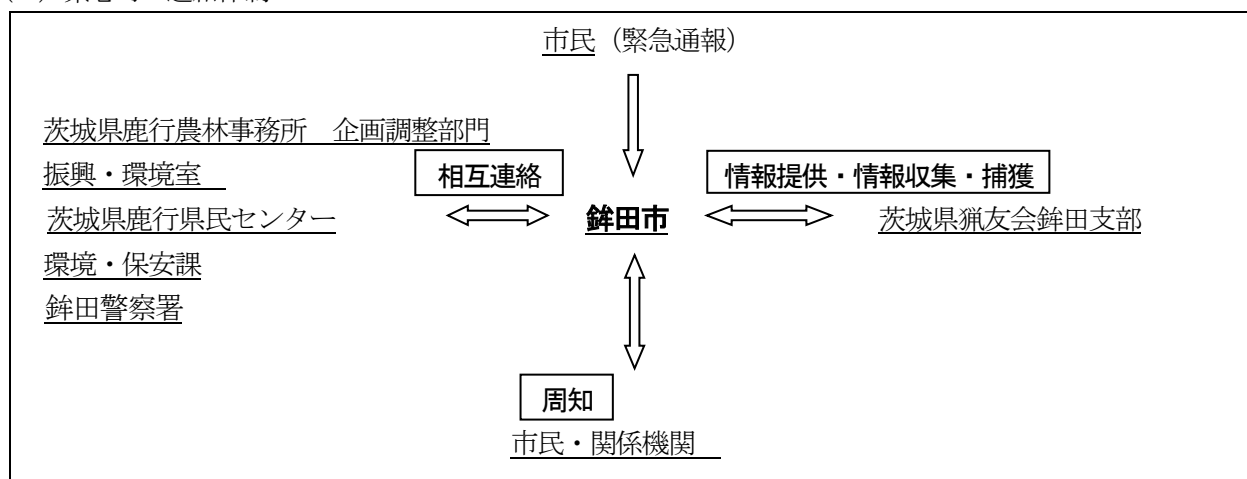 市民（緊急通報）
茨城県鹿行農林事務所　企画調整部門
振興・環境室
相互連絡
情報提供・情報収集・捕獲
茨城県鹿行県民センター
鉾田市
茨城県猟友会鉾田支部
環境・保安課
鉾田警察署
周知
市民・関係機関